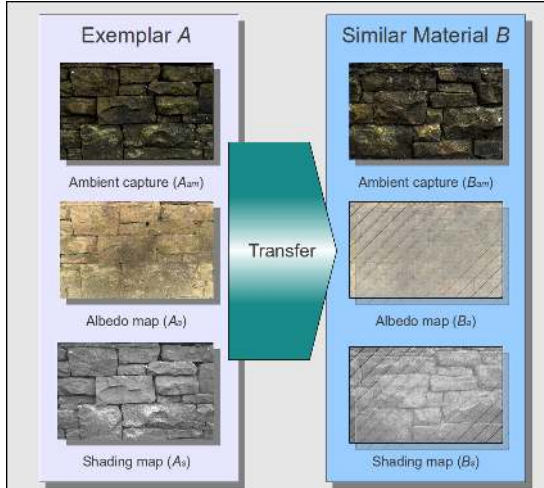 Exemplar A
Ambient capture (Aam)
Albedo map (Aa)
Shading map (As)
Transfer
Similar Material B
Ambient capture (Bam)
Albedo map (Ba)
Shading map (Bs)